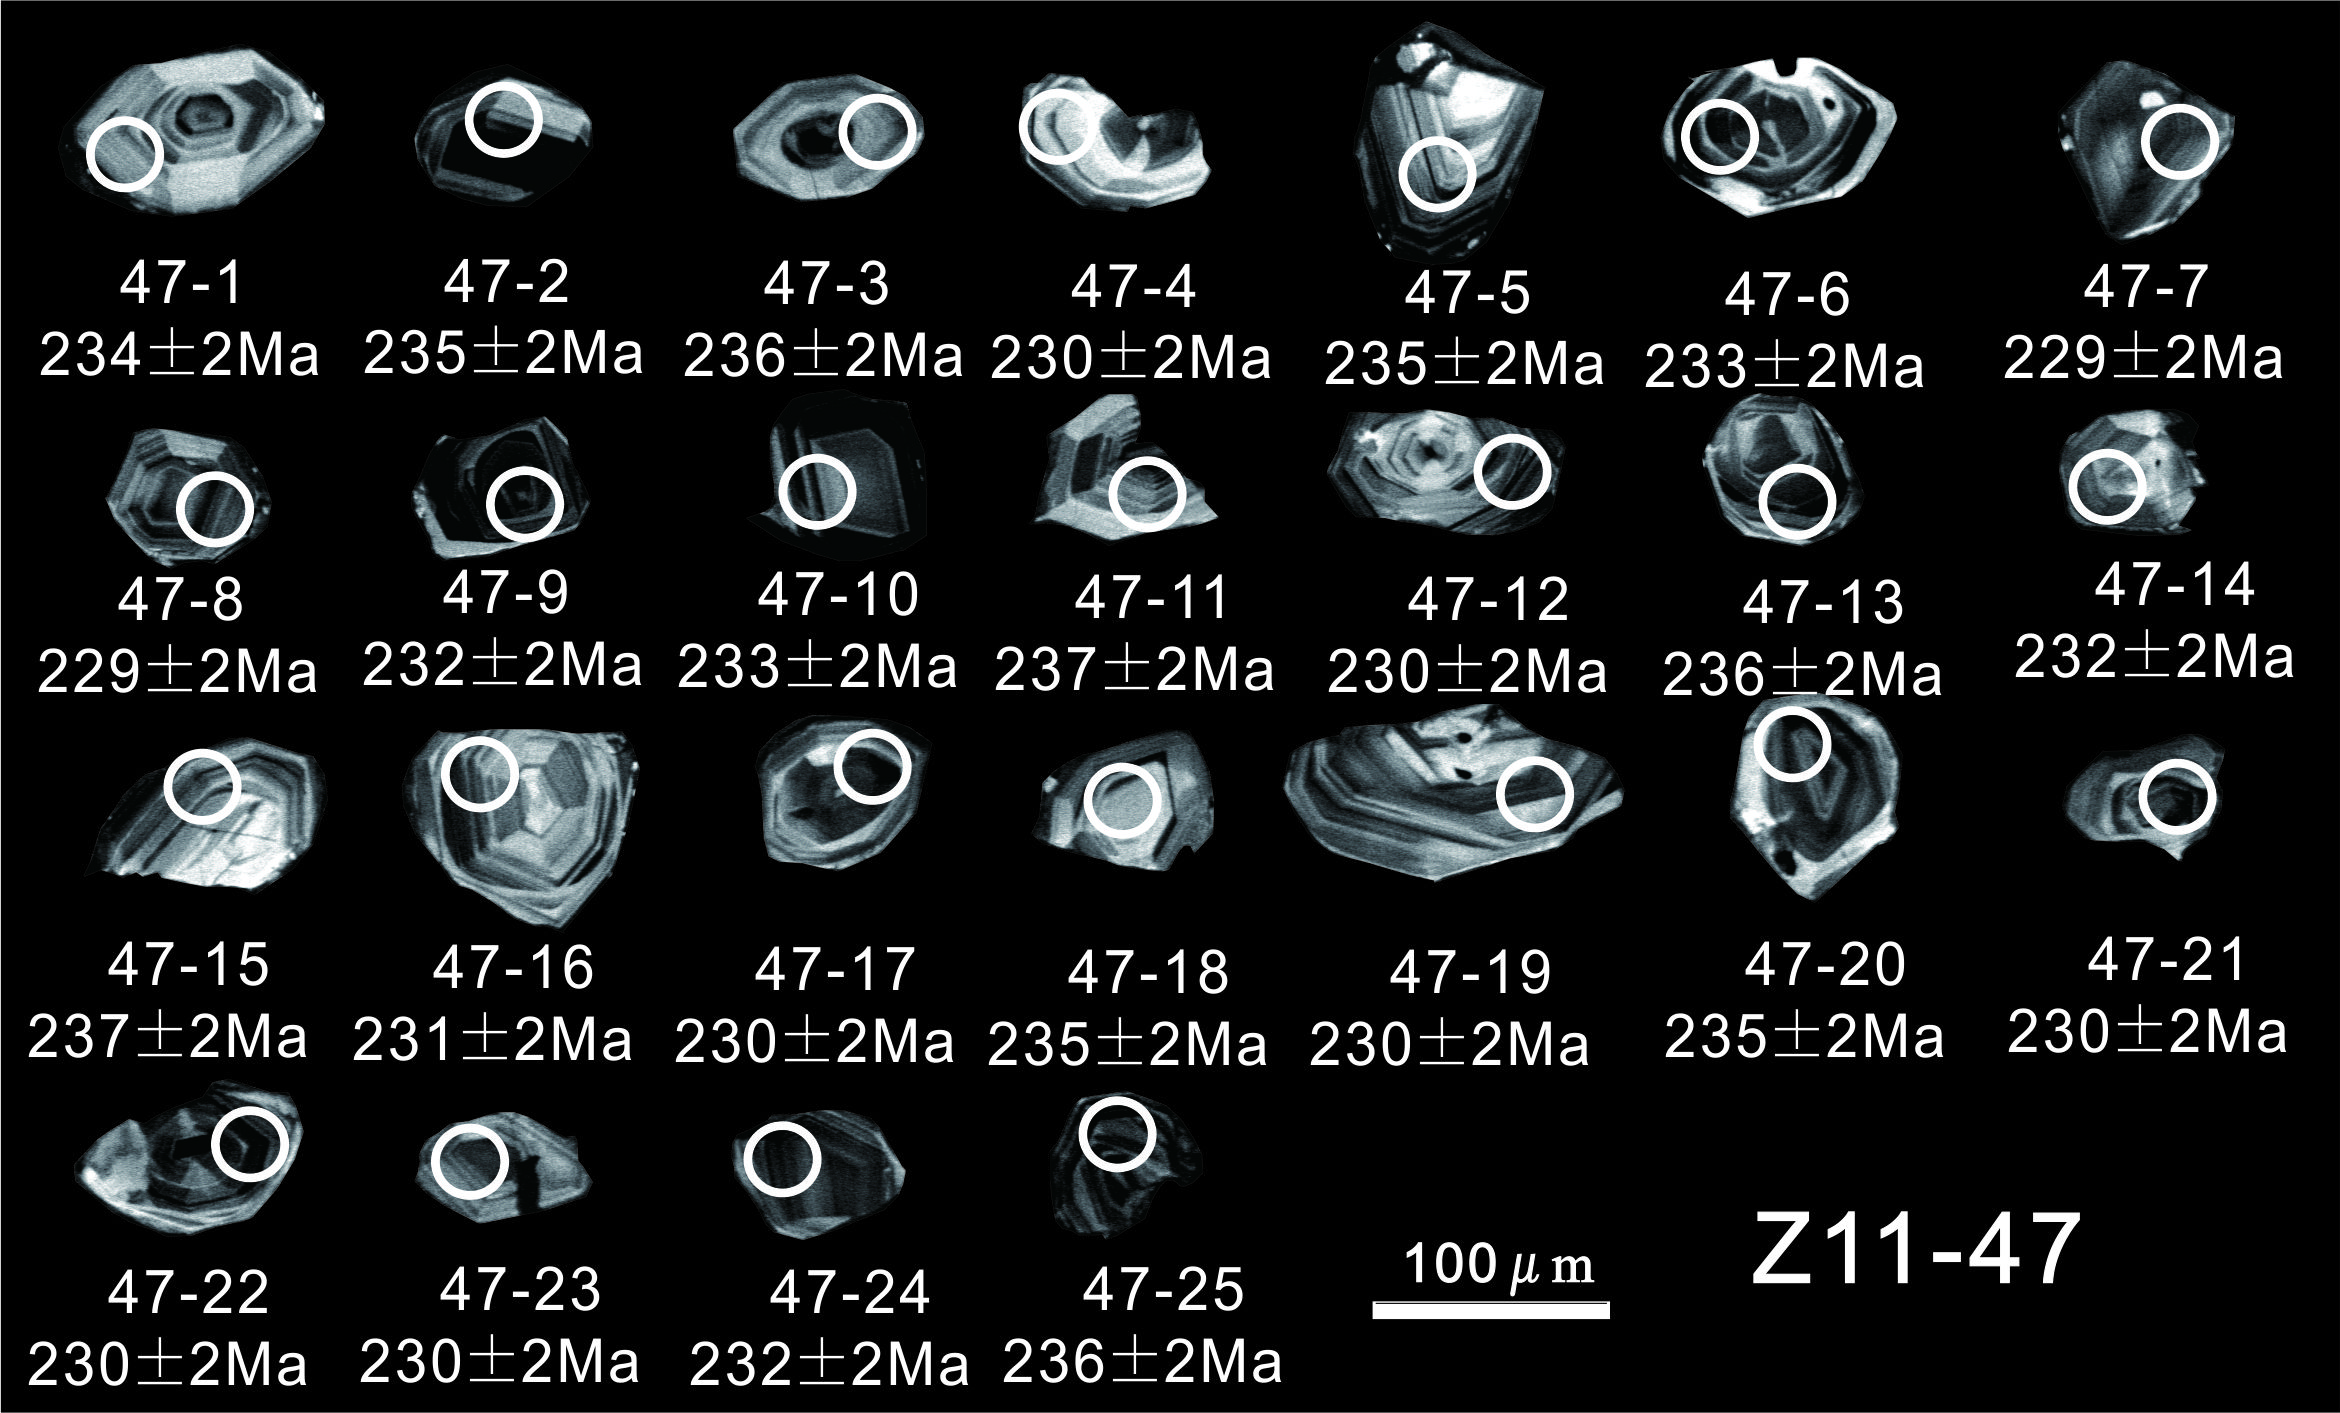 47-1 47-2 47-3 47-4 47-5 47-6 47-7
234±2Ma 235±2Ma 236±2Ma 230±2Ma 235±2Ma 233±2Ma 229±2Ma
47-8 47-9 47-10 47-11 47-12 47-13 47-14
229±2Ma 232±2Ma 233±2Ma 237±2Ma 230±2Ma 236±2Ma 232±2Ma
47-15 47-16 47-17 47-18 47-19 47-20 47-21
237±2Ma 231±2Ma 230±2Ma 235±2Ma 230±2Ma 235±2Ma 230±2Ma
47-22 47-23 47-24 47-25
230±2Ma 230±2Ma 232±2Ma 236±2Ma
100 μm
Z11-47